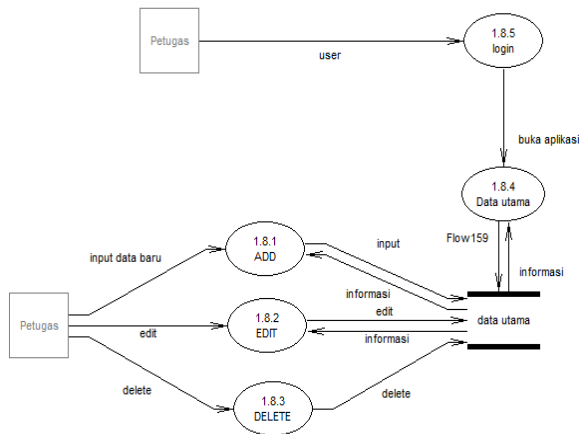 Petugas
user
1.8.5
login
buka aplikasi
1.8.4
Data utama
Flow159
informasi
1.8.1
ADD
input
input data baru
informasi
Petugas
edit
1.8.2
EDIT
edit
informasi
data utama
delete
1.8.3
DELETE
delete